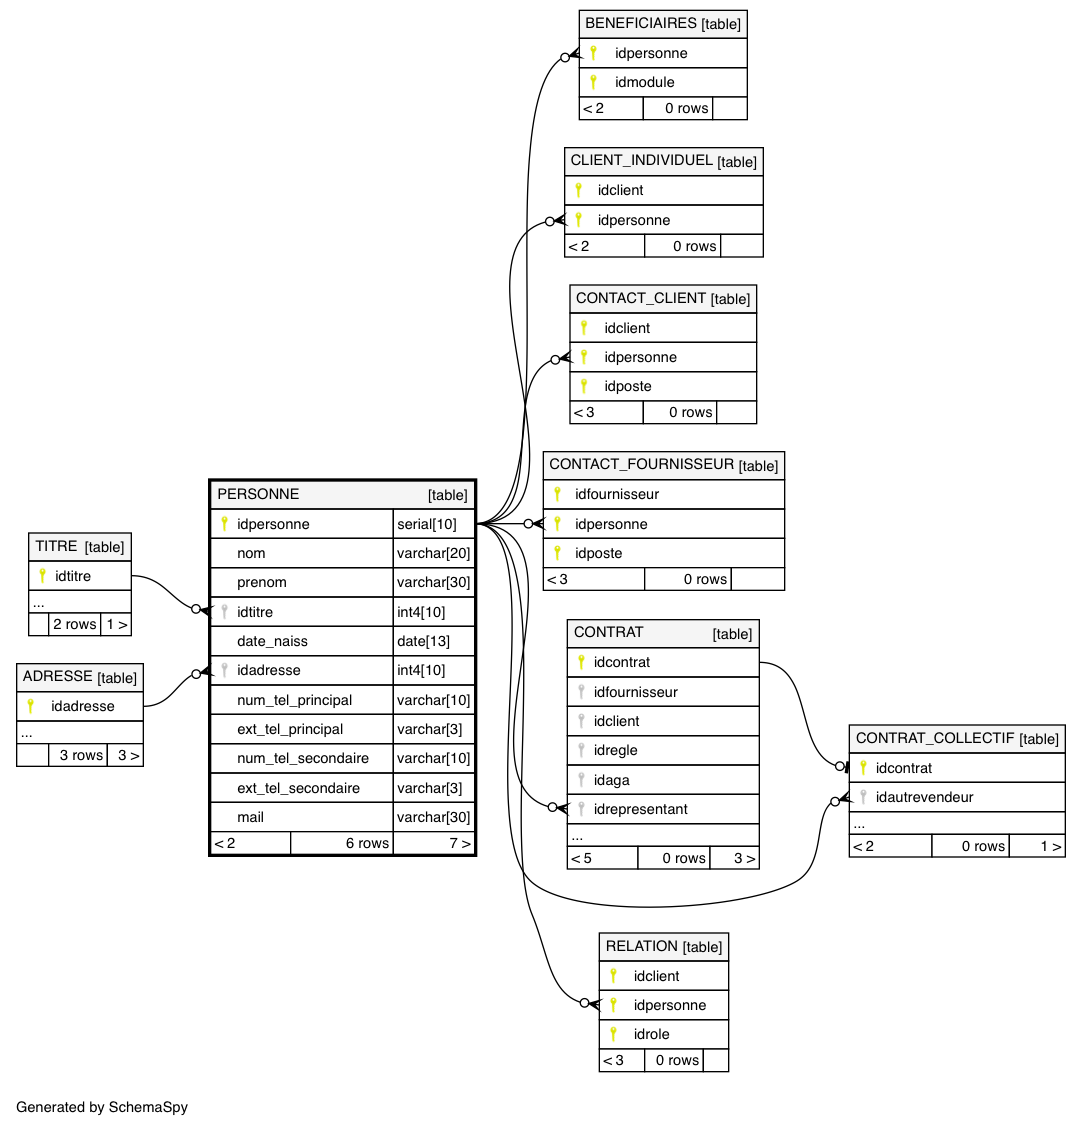 BENEFICIAIRES [table]
idpersonne
idmodule
< 2 0 rows
CLIENT_INDIVIDUEL [table]
idclient
idpersonne
< 2 0 rows
CONTACT_CLIENT [table]
idclient
idpersonne
idposte
< 3 0 rows
CONTACT_FOURNISSEUR [table]
idfournisseur
idpersonne
idposte
< 3 0 rows
PERSONNE [table]
idpersonne serial[10]
nom varchar[20]
prenom varchar[30]
idtitre int4[10]
date_naiss date[13]
idadresse int4[10]
num_tel_principal varchar[10]
ext_tel_principal varchar[3]
num_tel_secondaire varchar[10]
ext_tel_secondaire varchar[3]
mail varchar[30]
< 2 6 rows 7 >
TITRE [table]
idtitre
...
2 rows 1 >
ADRESSE [table]
idadresse
...
3 rows 3 >
CONTRAT [table]
idcontrat
idfournisseur
idclient
idregle
idaga
idrepresentant
...
< 5 0 rows 3 >
CONTRAT_COLLECTIF [table]
idcontrat
idautrevendeur
...
< 2 0 rows 1 >
RELATION [table]
idclient
idpersonne
idrole
< 3 0 rows
Generated by SchemaSpy